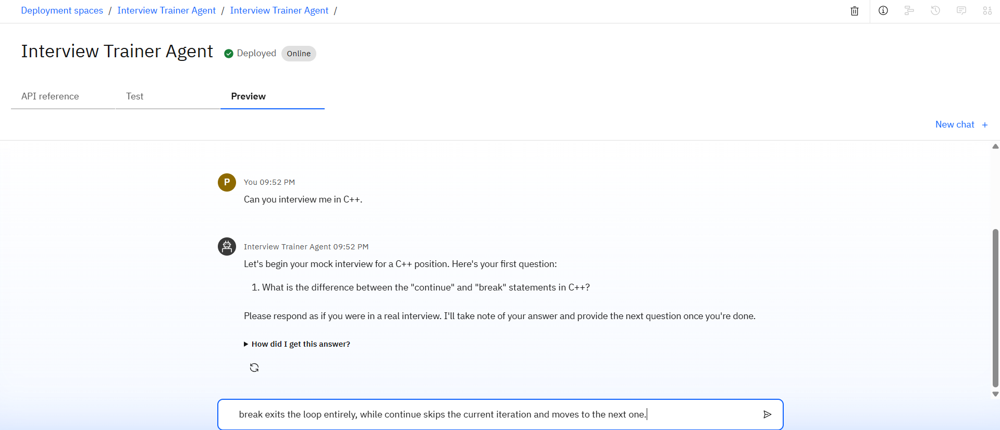 Deployment spaces / Interview Trainer Agent / Interview Trainer Agent /
Interview Trainer Agent Deployed Online
API reference Test Preview
New chat +
P You 09:52 PM
Can you interview me in C++.
Interview Trainer Agent 09:52 PM
Let's begin your mock interview for a C++ position. Here's your first question:
1. What is the difference between the "continue" and "break" statements in C++?
Please respond as if you were in a real interview. I'll take note of your answer and provide the next question once you're done.
How did I get this answer?
break exits the loop entirely, while continue skips the current iteration and moves to the next one.